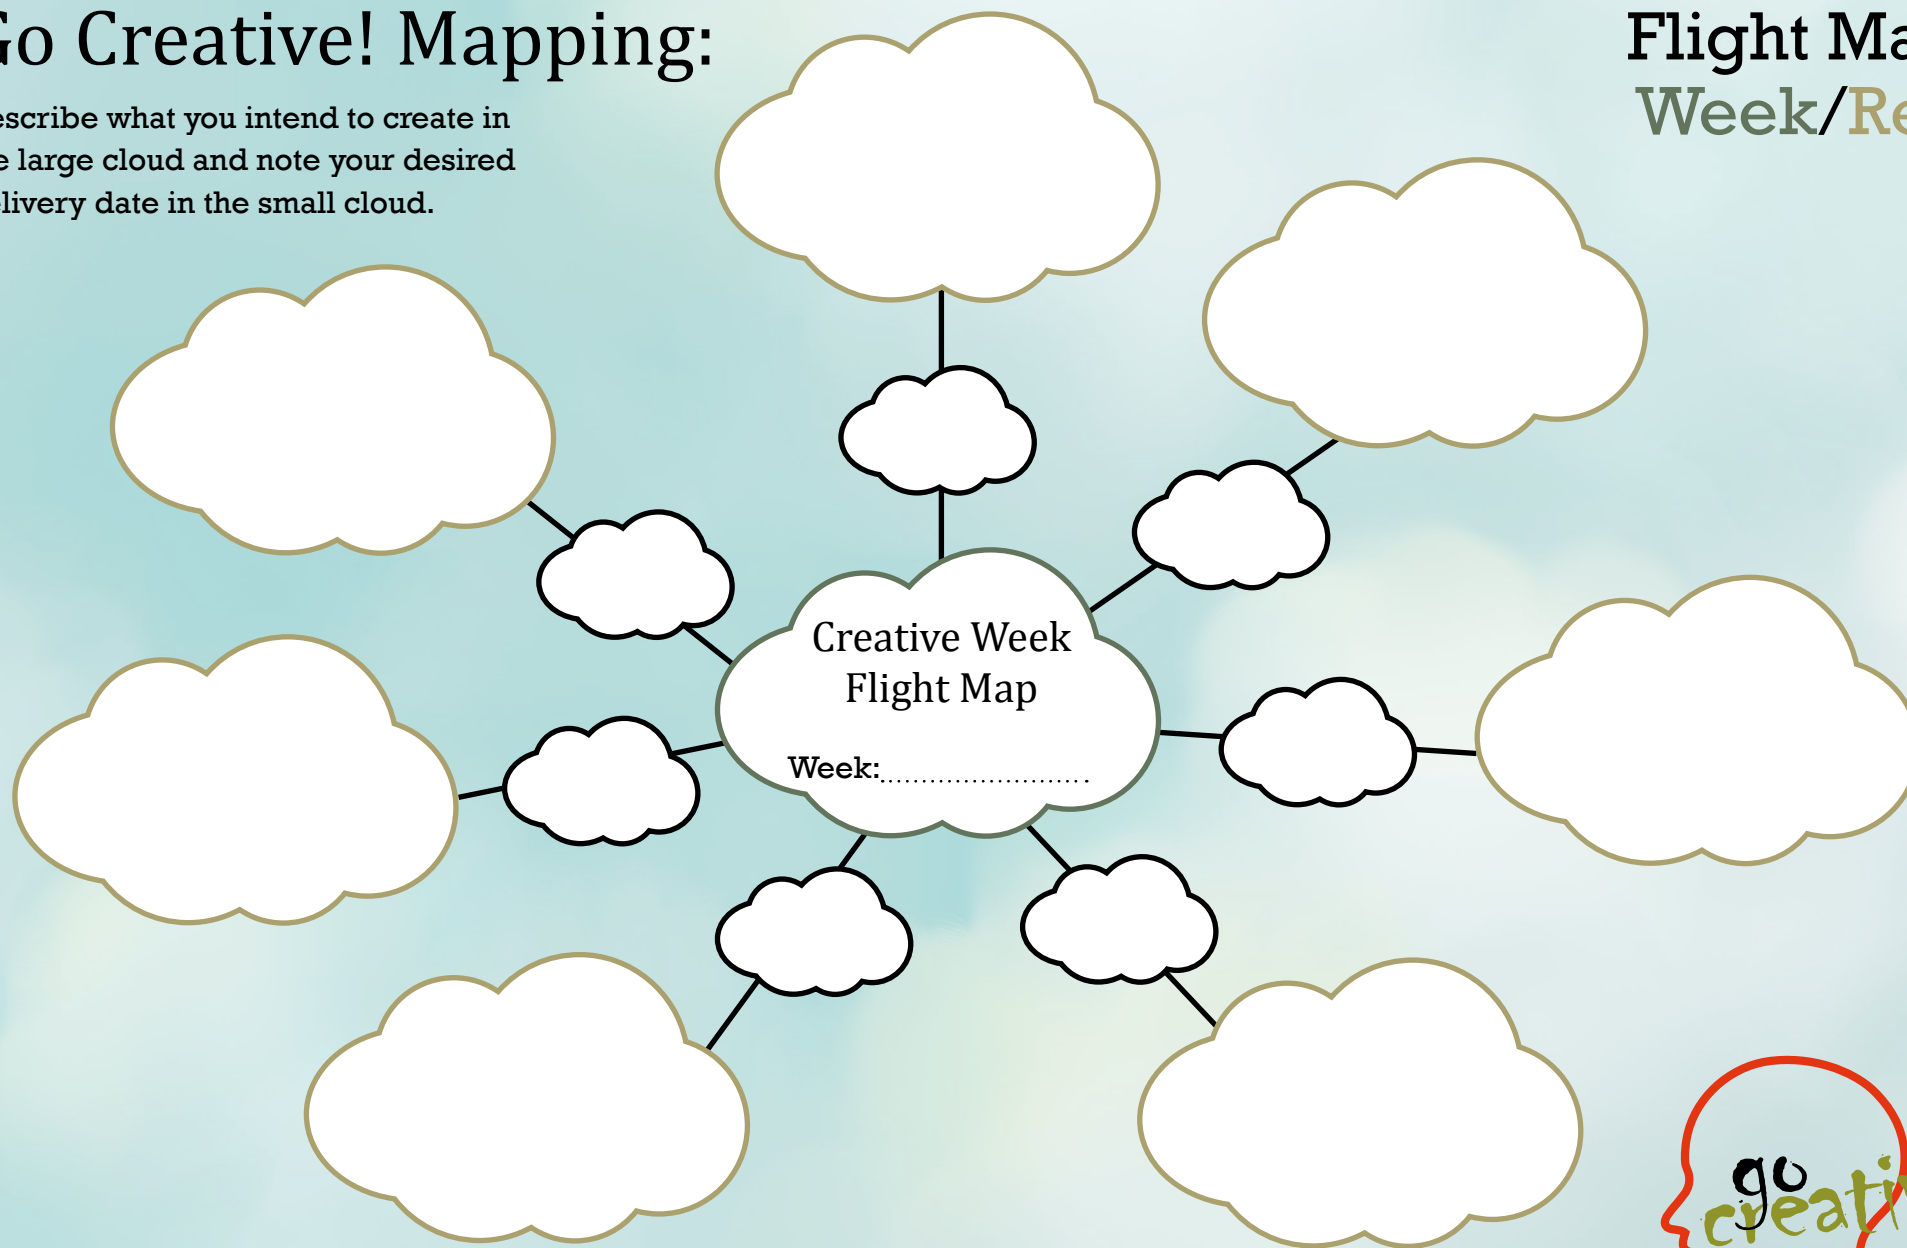 Go Creative! Mapping:
escribe what you intend to create in
e large cloud and note your desired
elivery date in the small cloud.
Flight Ma
Week/Re
Creative Week
Flight Map
Week:........................
go
creati